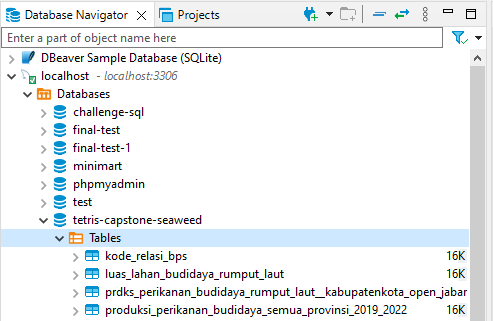 Database Navigator
Projects
Enter a part of object name here
DBeaver Sample Database (SQLite)
localhost - localhost:3306
Databases
challenge-sql
final-test
final-test-1
minimart
phpmyadmin
test
tetris-capstone-seaweed
Tables
kode_relasi_bps 16K
luas_lahan_budidaya_rumput_laut 16K
prdks_perikanan_budidaya_rumput_laut__kabupatenkota_open_jabar
produksi_perikanan_budidaya_semua_provinsi_2019_2022 16K